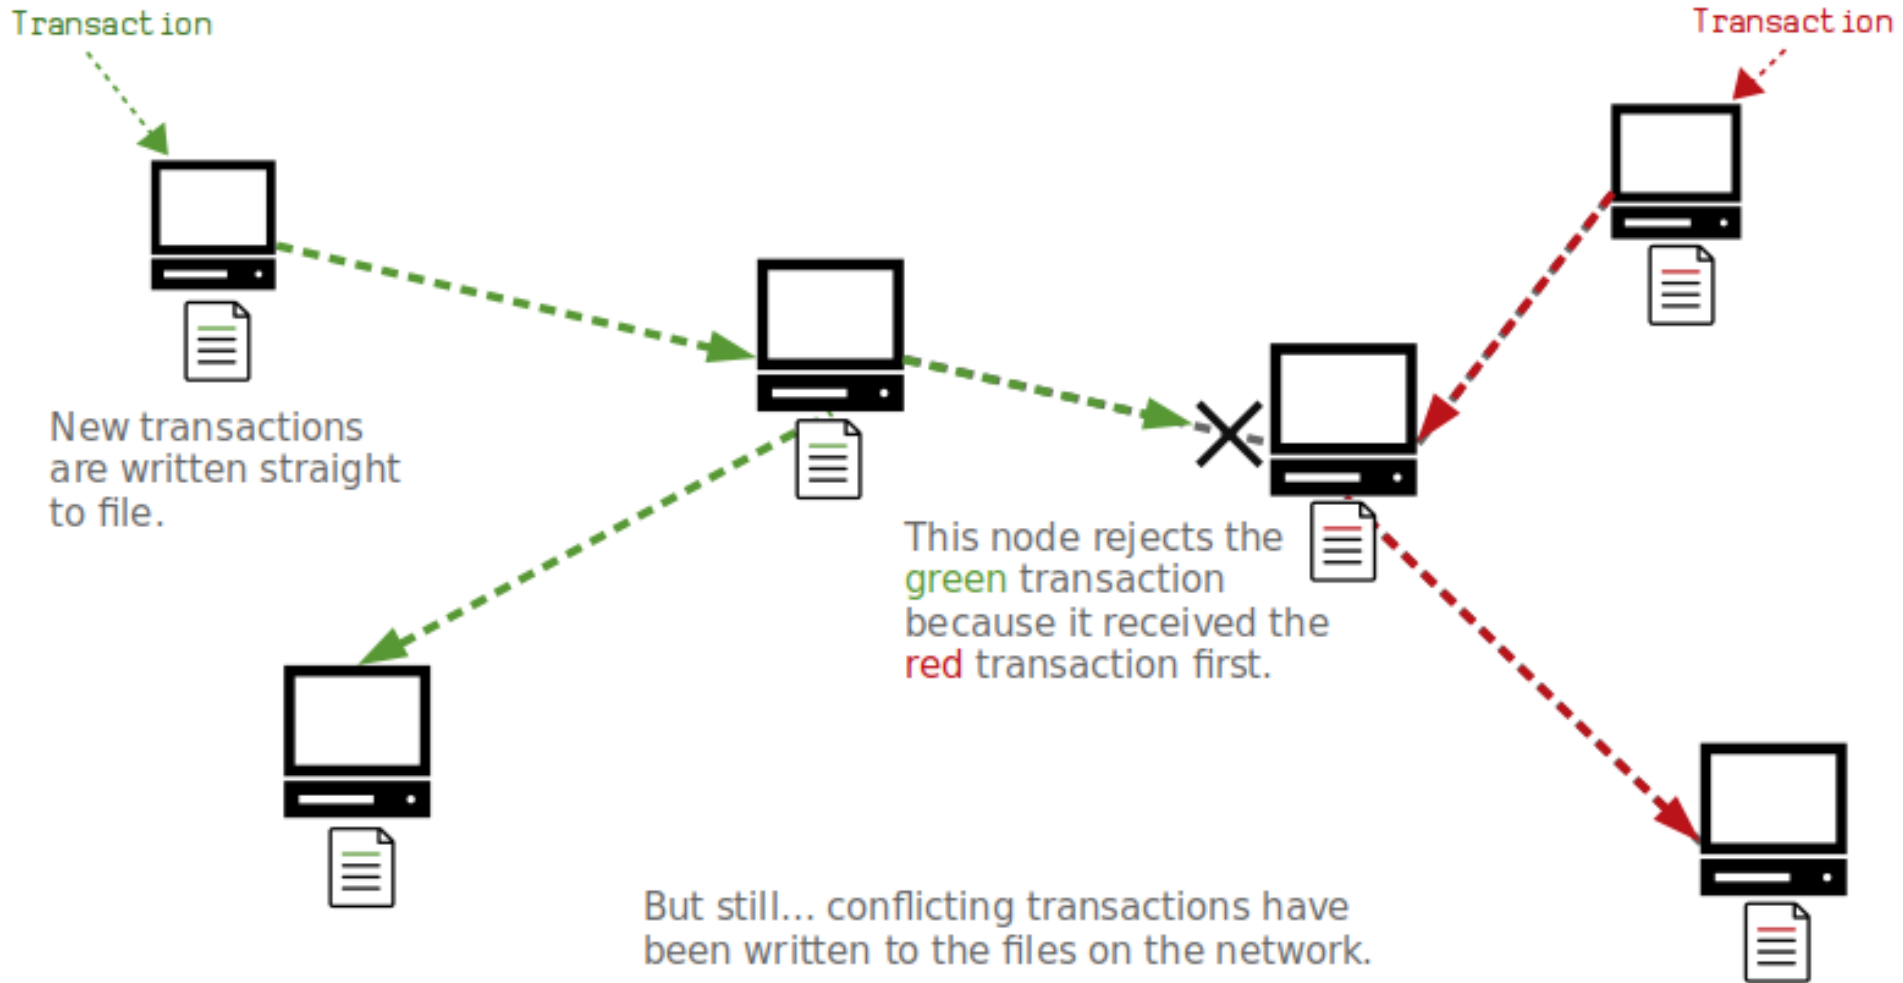 Transaction
Transaction
New transactions
are written straight
to file.
This node rejects the
green transaction
because it received the
red transaction first.
But still... conflicting transactions have
been written to the files on the network.